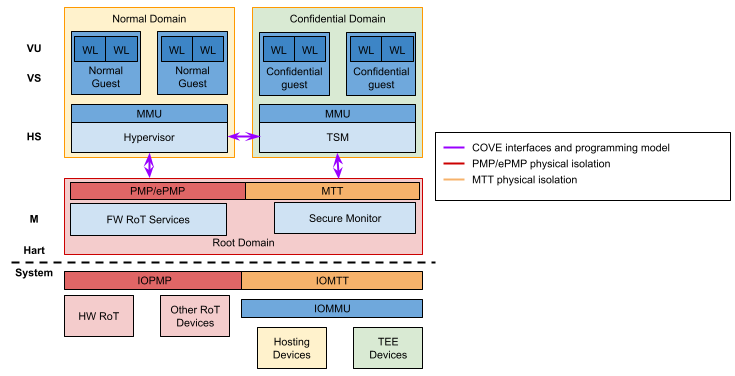 Normal Domain
Confidential Domain
VU
WL WL
WL WL
WL WL
WL WL
VS
Normal
Guest
Normal
Guest
Confidential
guest
Confidential
guest
MMU
MMU
HS
Hypervisor
TSM
COVE interfaces and programming model
PMP/ePMP physical isolation
MTT physical isolation
PMP/ePMP
MTT
M
FW RoT Services
Secure Monitor
Root Domain
Hart
System
IOPMP
IOMTT
HW RoT
Other RoT
Devices
IOMMU
Hosting
Devices
TEE
Devices